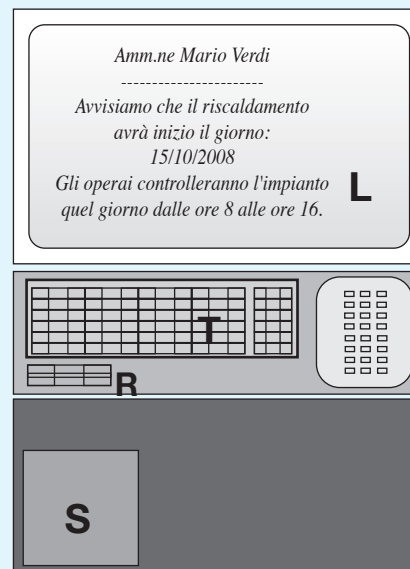 Amm.ne Mario Verdi
-----------------------
Avvisiamo che il riscaldamento
avrà inizio il giorno:
15/10/2008
Gli operai controlleranno l'impianto
quel giorno dalle ore 8 alle ore 16.
L
T
R
S